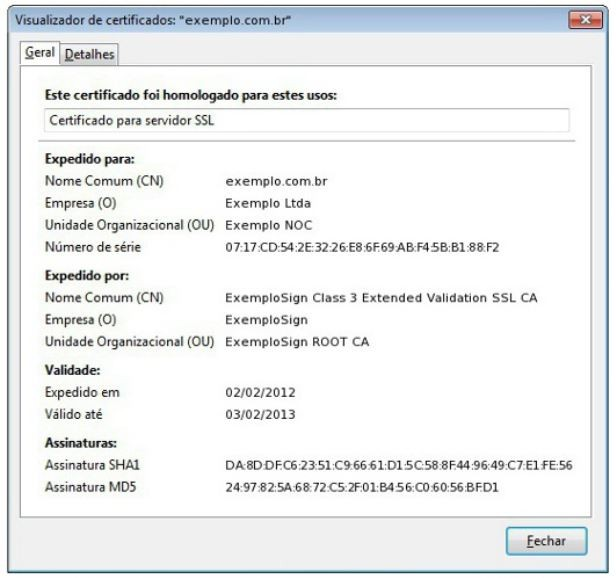 Visualizador de certificados: "exemplo.com.br"
Geral Detalhes
Este certificado foi homologado para estes usos:
Certificado para servidor SSL
Expedido para:
Nome Comum (CN) exemplo.com.br
Empresa (O) Exemplo Ltda
Unidade Organizacional (OU) Exemplo NOC
Número de série 07:17:CD:54:2E:32:26:E8:6F:69:AB:F4:5B:B1:88:F2
Expedido por:
Nome Comum (CN) ExemploSign Class 3 Extended Validation SSL CA
Empresa (O) ExemploSign
Unidade Organizacional (OU) ExemploSign ROOT CA
Validade:
Expedido em 02/02/2012
Válido até 03/02/2013
Assinaturas:
Assinatura SHA1 DA:8D:DF:C6:23:51:C9:66:61:D1:5C:58:8F:44:96:49:C7:E1:FE:56
Assinatura MD5 24:97:82:5A:68:72:C5:2F:01:B4:56:C0:60:56:BF:D1
Fechar